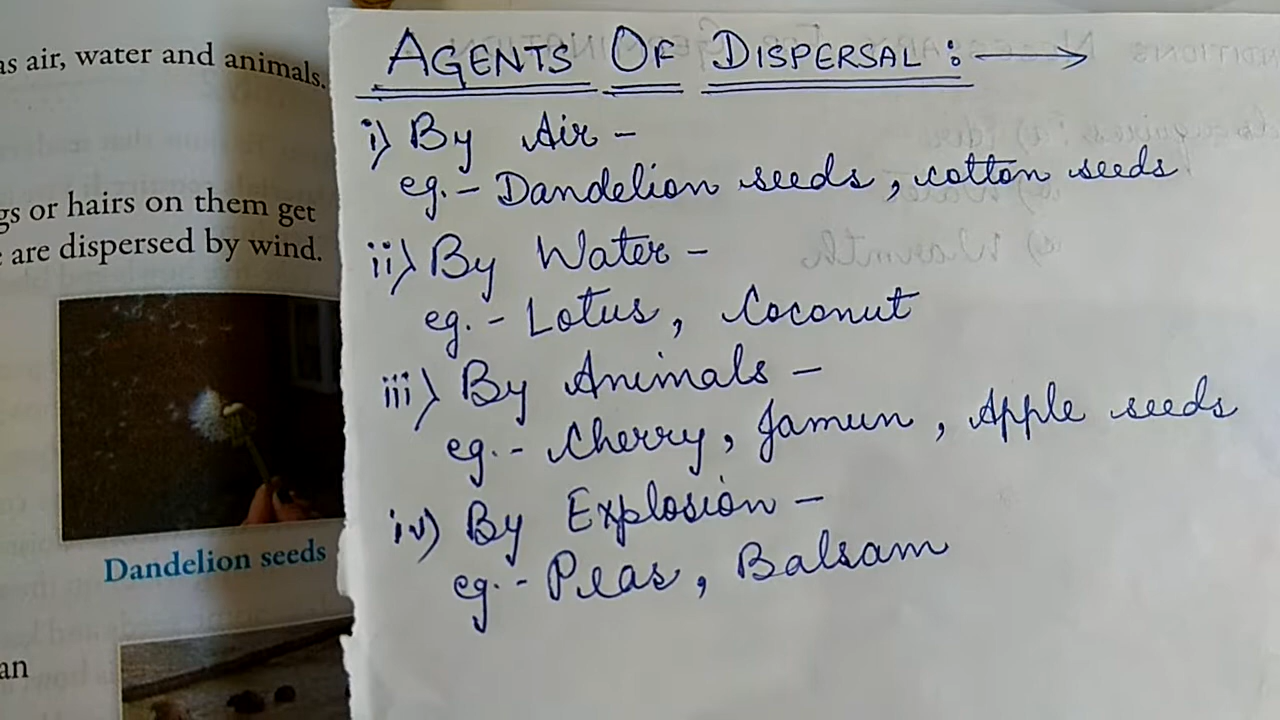 as air, water and animals.
gs or hairs on them get
are dispersed by wind.
Dandelion seeds
an
AGENTS OF DISPERSAL :→
i) By Air -
eg. - Dandelion seeds, cotton seeds
ii) By Water -
eg. - Lotus, Coconut
iii) By Animals -
eg. - Cherry, Jamun, Apple seeds
iv) By Explosion -
eg. - Peas, Balsam